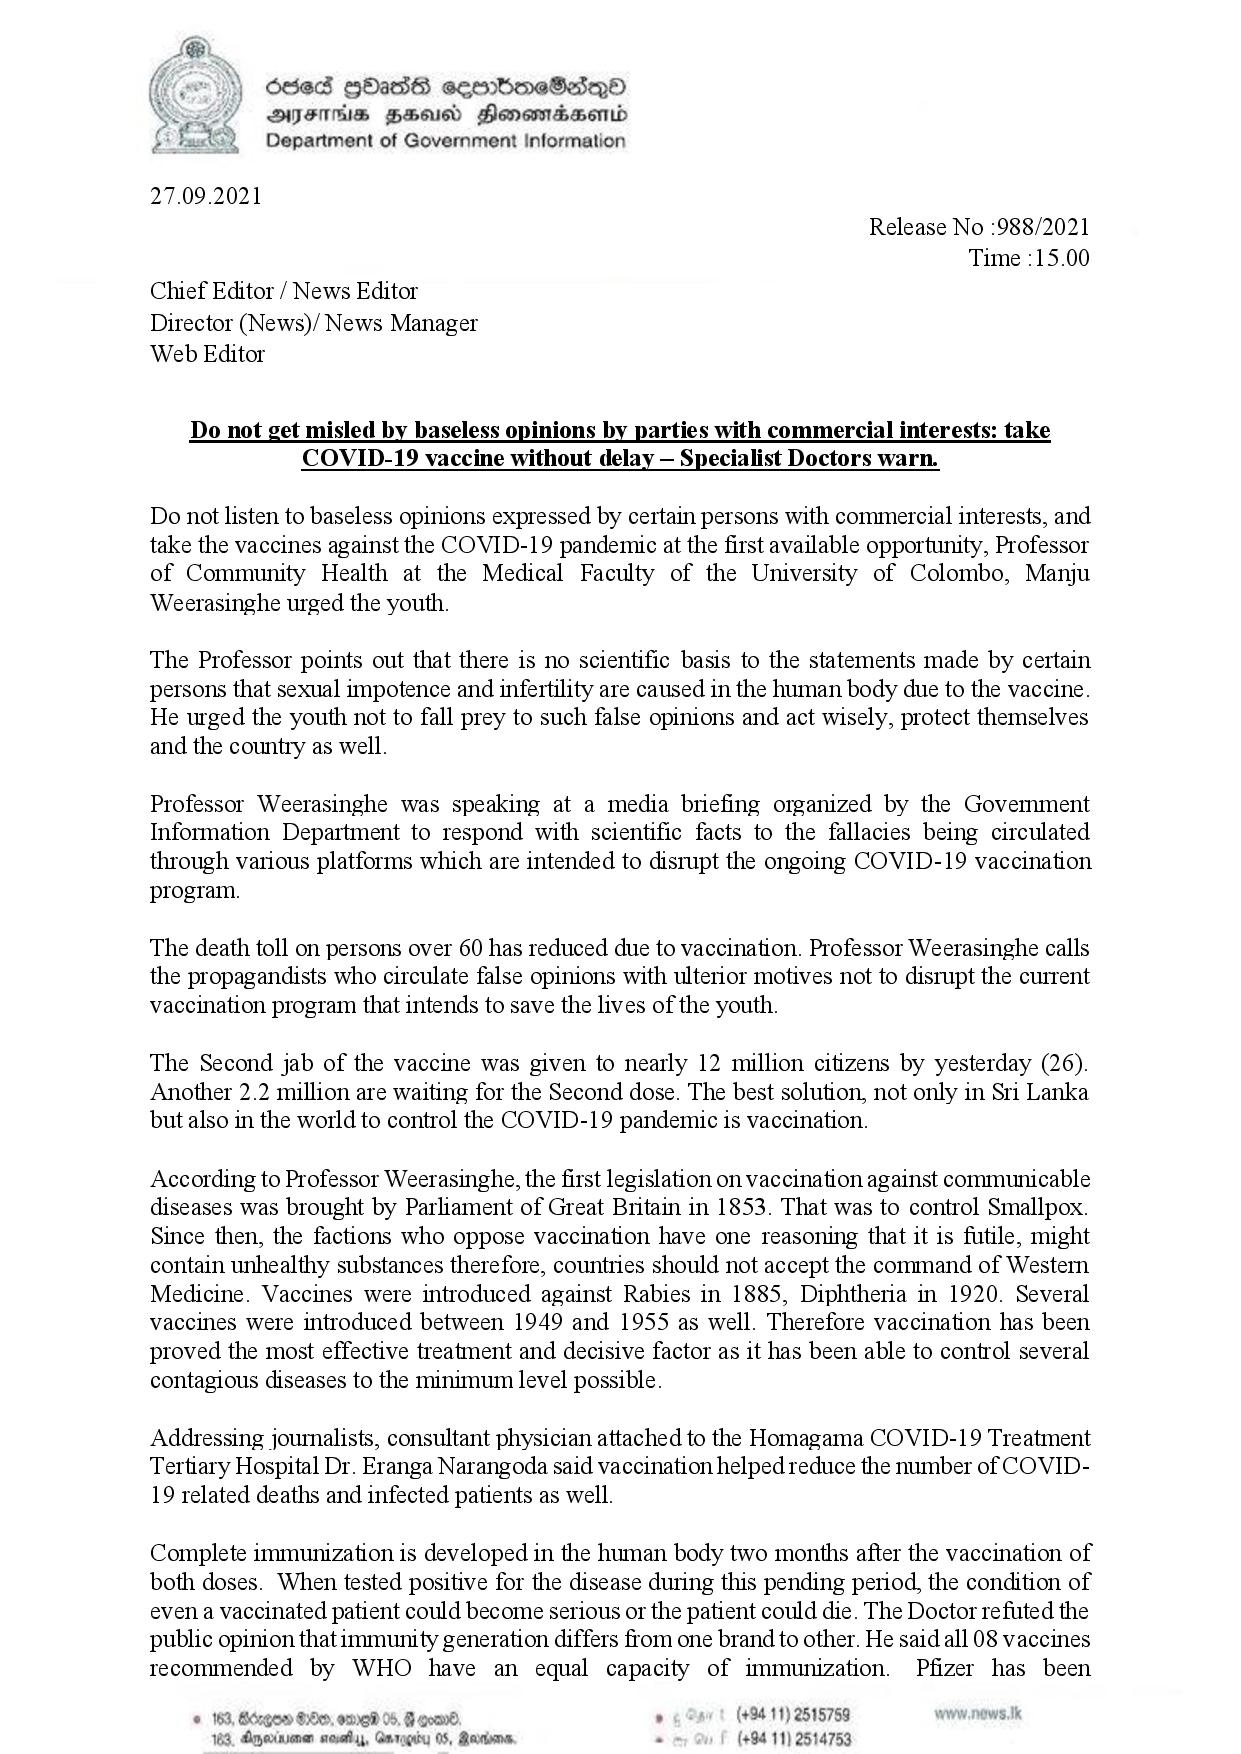 රජයේ ප්‍රවෘත්ති දෙපාර්තමේන්තුව
அரசாங்க தகவல் திணைக்களம்
Department of Government Information
27.09.2021
Release No :988/2021
Time :15.00
Chief Editor / News Editor
Director (News)/ News Manager
Web Editor
Do not get misled by baseless opinions by parties with commercial interests: take
COVID-19 vaccine without delay – Specialist Doctors warn.
Do not listen to baseless opinions expressed by certain persons with commercial interests, and
take the vaccines against the COVID-19 pandemic at the first available opportunity, Professor
of Community Health at the Medical Faculty of the University of Colombo, Manju
Weerasinghe urged the youth.
The Professor points out that there is no scientific basis to the statements made by certain
persons that sexual impotence and infertility are caused in the human body due to the vaccine.
He urged the youth not to fall prey to such false opinions and act wisely, protect themselves
and the country as well.
Professor Weerasinghe was speaking at a media briefing organized by the Government
Information Department to respond with scientific facts to the fallacies being circulated
through various platforms which are intended to disrupt the ongoing COVID-19 vaccination
program.
The death toll on persons over 60 has reduced due to vaccination. Professor Weerasinghe calls
the propagandists who circulate false opinions with ulterior motives not to disrupt the current
vaccination program that intends to save the lives of the youth.
The Second jab of the vaccine was given to nearly 12 million citizens by yesterday (26).
Another 2.2 million are waiting for the Second dose. The best solution, not only in Sri Lanka
but also in the world to control the COVID-19 pandemic is vaccination.
According to Professor Weerasinghe, the first legislation on vaccination against communicable
diseases was brought by Parliament of Great Britain in 1853. That was to control Smallpox.
Since then, the factions who oppose vaccination have one reasoning that it is futile, might
contain unhealthy substances therefore, countries should not accept the command of Western
Medicine. Vaccines were introduced against Rabies in 1885, Diphtheria in 1920. Several
vaccines were introduced between 1949 and 1955 as well. Therefore vaccination has been
proved the most effective treatment and decisive factor as it has been able to control several
contagious diseases to the minimum level possible.
Addressing journalists, consultant physician attached to the Homagama COVID-19 Treatment
Tertiary Hospital Dr. Eranga Narangoda said vaccination helped reduce the number of COVID-
19 related deaths and infected patients as well.
Complete immunization is developed in the human body two months after the vaccination of
both doses. When tested positive for the disease during this pending period, the condition of
even a vaccinated patient could become serious or the patient could die. The Doctor refuted the
public opinion that immunity generation differs from one brand to other. He said all 08 vaccines
recommended by WHO have an equal capacity of immunization. Pfizer has been
163, කිරුලපන මාවත, කොළඹ 05, ශ්‍රී ලංකාව.
163, கிருலப்பனை வெளியூ, கொழும்பு 05, இலங்கை.
(+94 11) 2515759
(+94 11) 2514753
www.news.lk